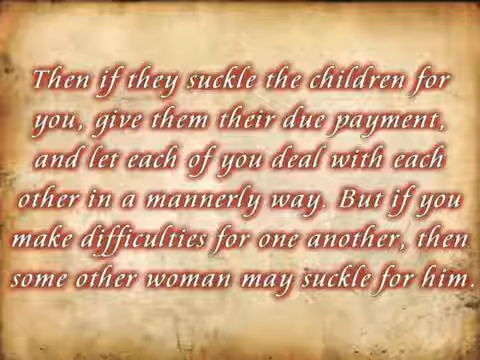 Then if they suckle the children for
you, give them their due payment,
and let each of you deal with each
other in a mannerly way. But if you
make difficulties for one another, then
some other woman may suckle for him.